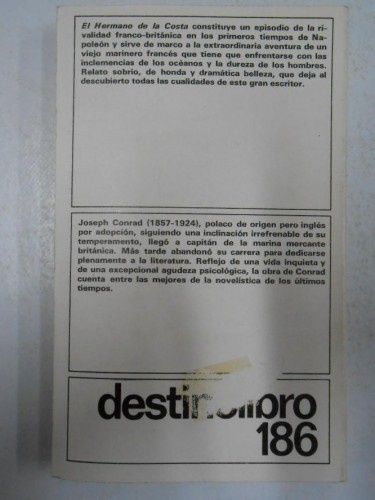 El Hermano de la Costa constituye un episodio de la ri-
validad franco-británica en los primeros tiempos de Na-
poleón y sirve de marco a la extraordinaria aventura de un
viejo marinero francés que tiene que enfrentarse con las
inclemencias de los océanos y la dureza de los hombres.
Relato sobrio, de honda y dramática belleza, que deja al
descubierto todas las cualidades de este gran escritor.
Joseph Conrad (1857-1924), polaco de origen pero inglés
por adopción, siguiendo una inclinación irrefrenable de su
temperamento, llegó a capitán de la marina mercante
británica. Más tarde abandonó su carrera para dedicarse
plenamente a la literatura. Reflejo de una vida inquieta y
de una excepcional agudeza psicológica, la obra de Conrad
cuenta entre las mejores de la novelística de los últimos
tiempos.
destinolibro
186